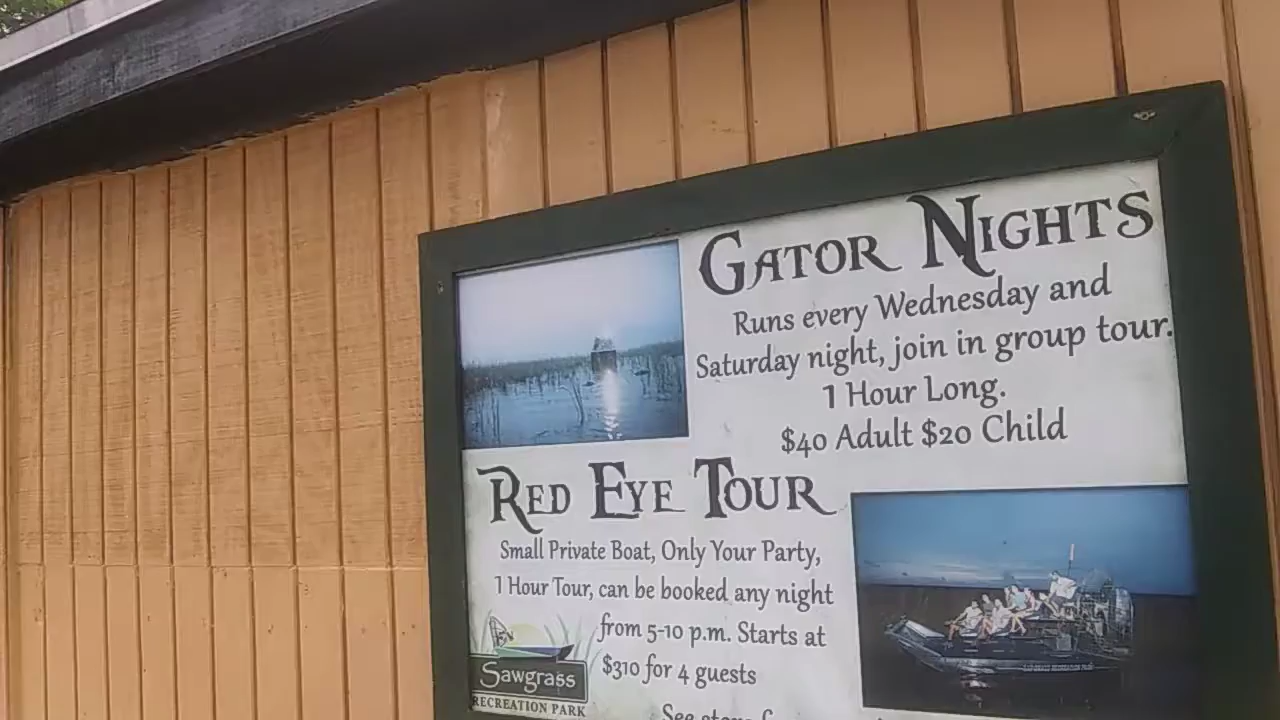 GATOR NIGHTS
Runs every Wednesday and
Saturday night, join in group tour.
1 Hour Long.
$40 Adult $20 Child
RED EYE TOUR
Small Private Boat, Only Your Party,
1 Hour Tour, can be booked any night
from 5-10 p.m. Starts at
$310 for 4 guests
Sawgrass
RECREATION PARK
See